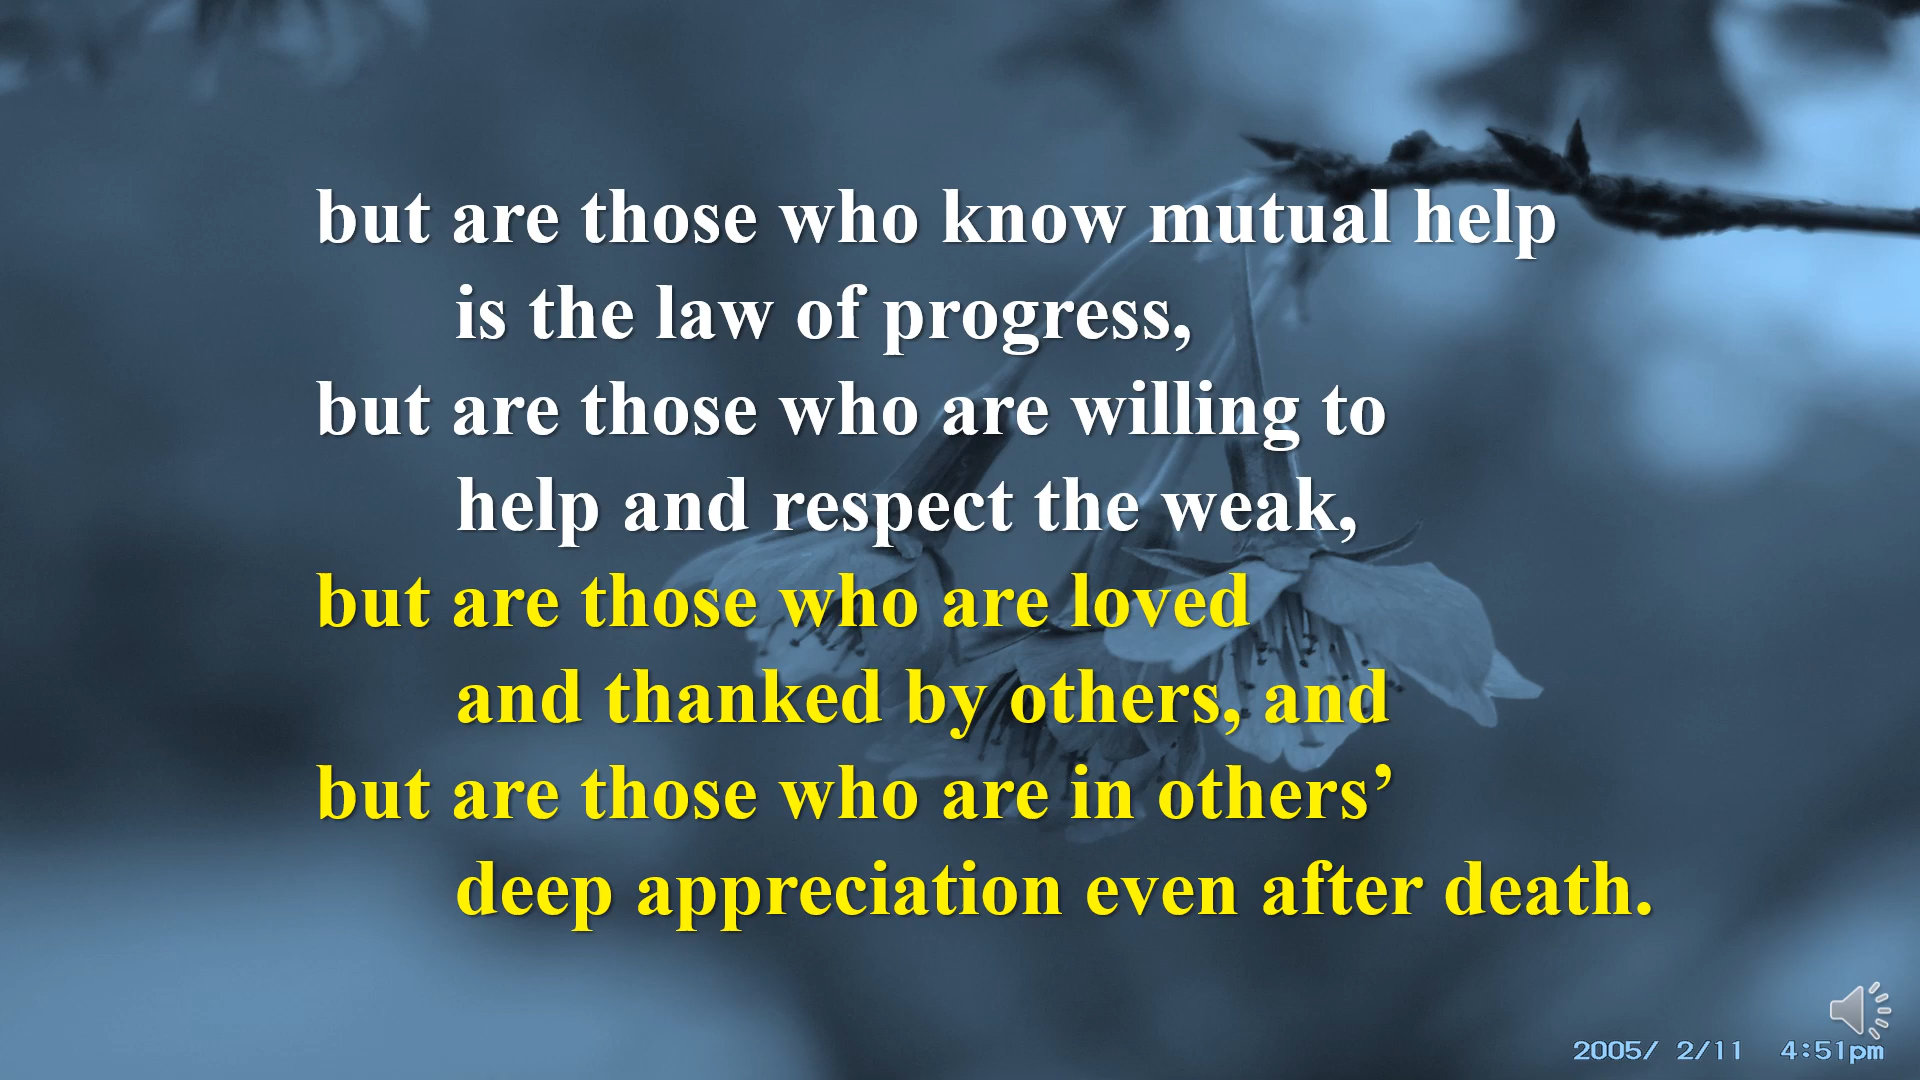 but are those who know mutual help
is the law of progress,
but are those who are willing to
help and respect the weak,
but are those who are loved
and thanked by others, and
but are those who are in others’
deep appreciation even after death.
2005/ 2/11 4:51pm